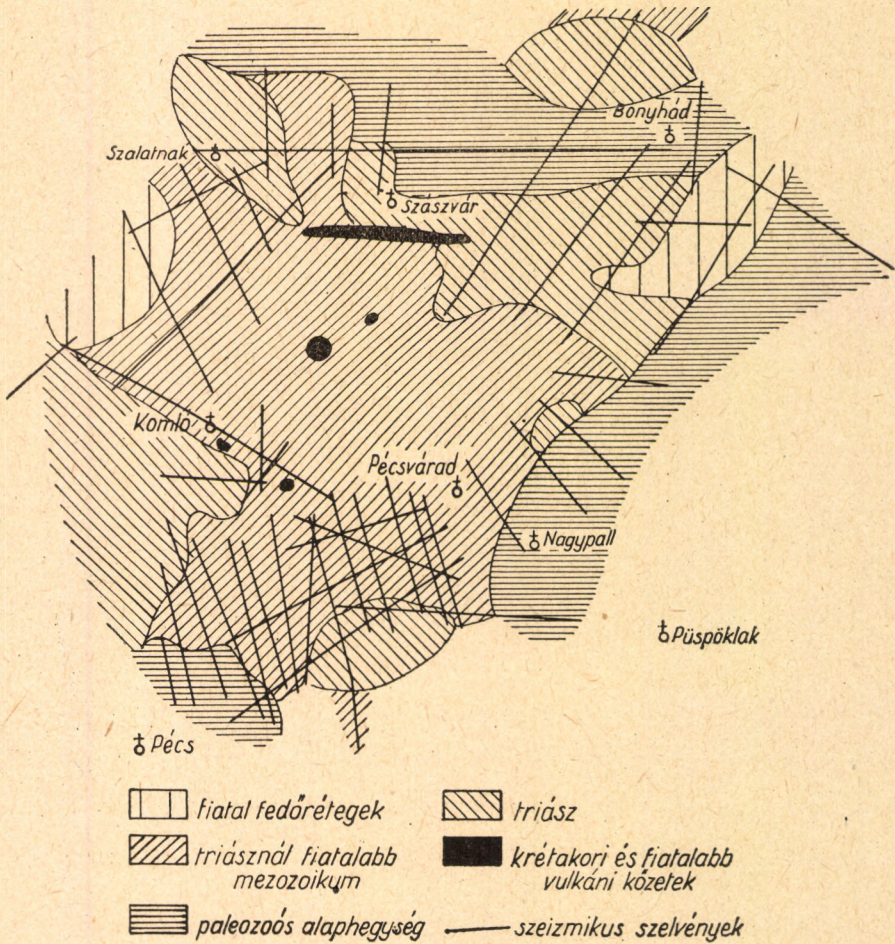 Bonyhád
Szalatnak
Szászvár
Komló
Pécsvárad
Nagypall
Püspöklak
Pécs
fiatal fedőrétegek
triász
triásznál fiatalabb
mezozoikum
krétakori és fiatalabb
vulkáni kőzetek
paleozoós alaphegység
szeizmikus szelvények